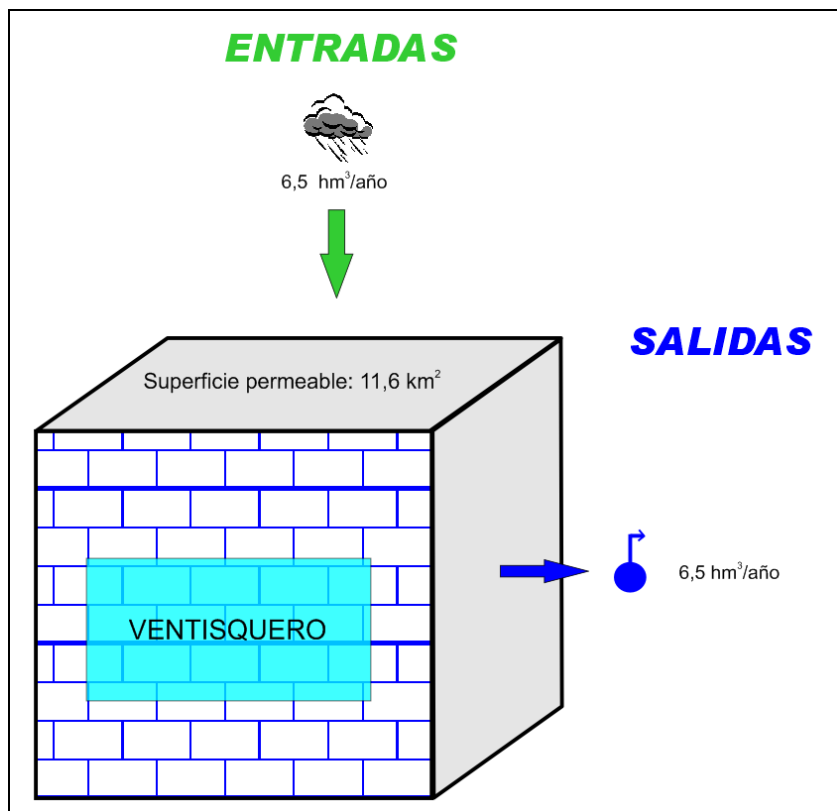 ENTRADAS
6,5 hm³/año
Superficie permeable: 11,6 km²
SALIDAS
6,5 hm³/año
VENTISQUERO